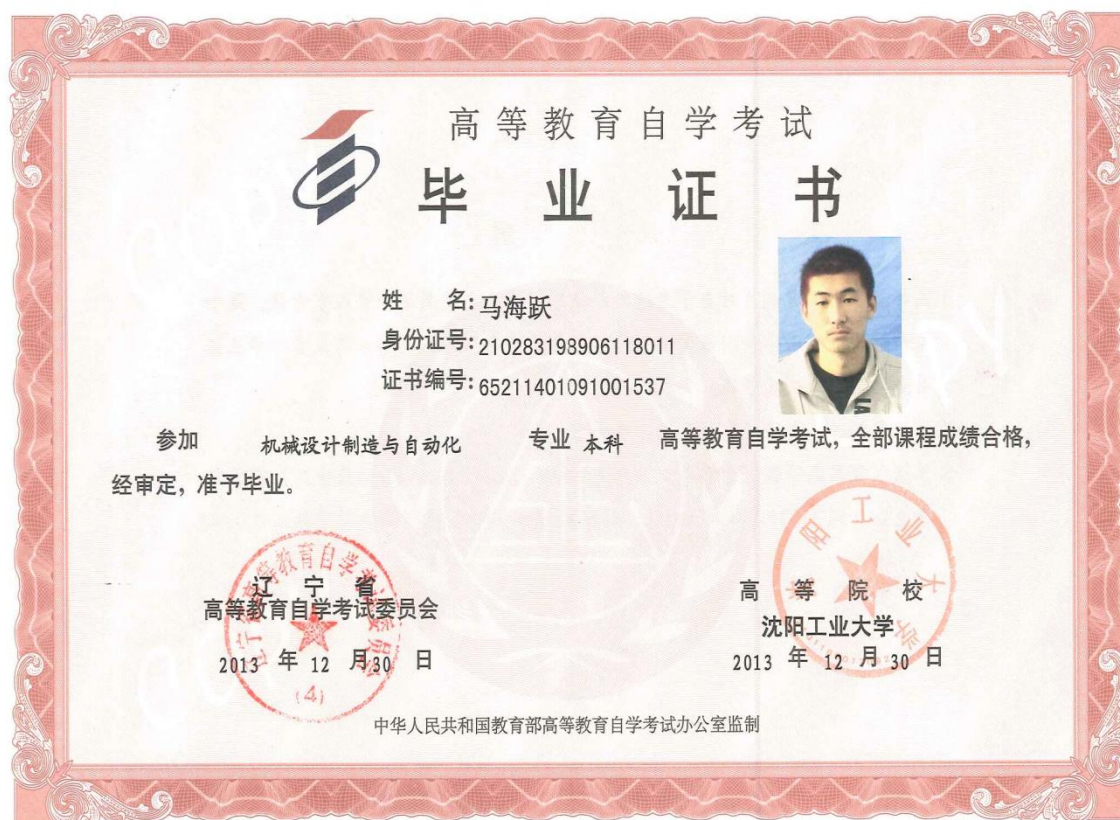 高等教育自学考试
毕业证书
姓 名:马海跃
身份证号:210283198906118011
证书编号:65211401091001537
参加 机械设计制造与自动化 专业 本科 高等教育自学考试,全部课程成绩合格,
经审定,准予毕业。
辽宁省
高等教育自学考试委员会
2013 年 12 月 30 日
(4)
高等院校
沈阳工业大学
2013 年 12 月 30 日
中华人民共和国教育部高等教育自学考试办公室监制